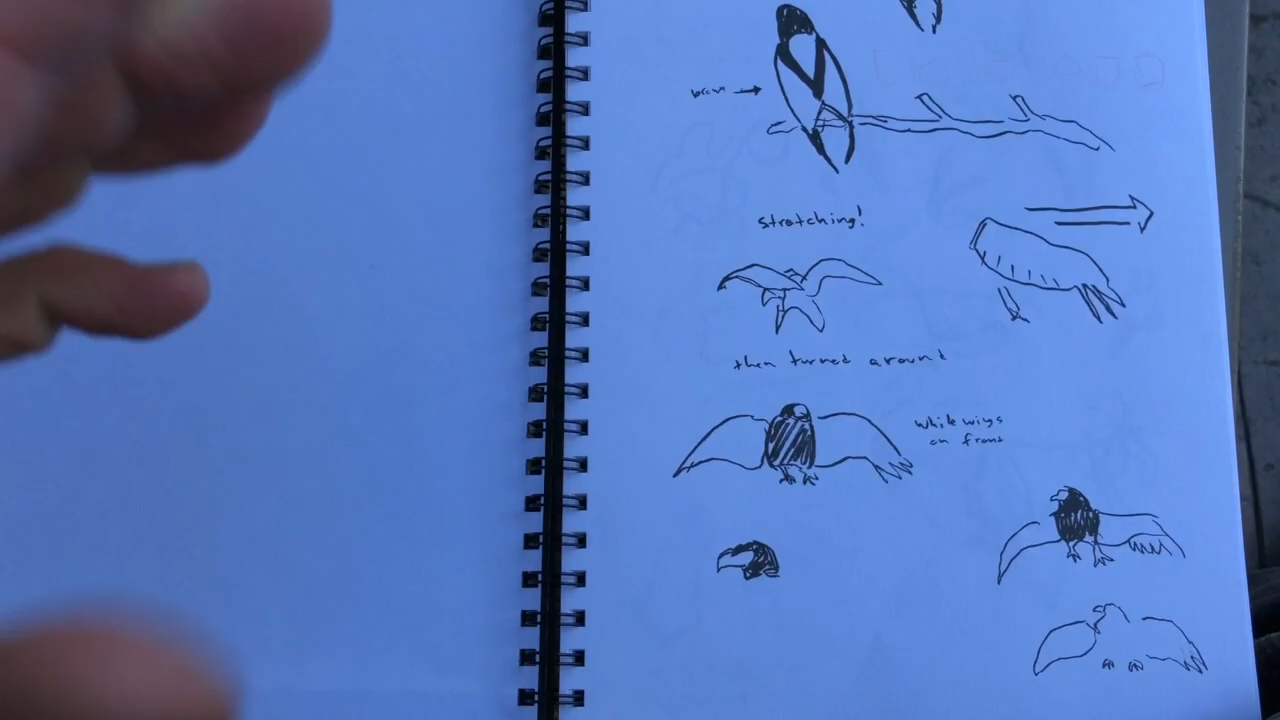 brown
stretching!
then turned around
white wings
on front